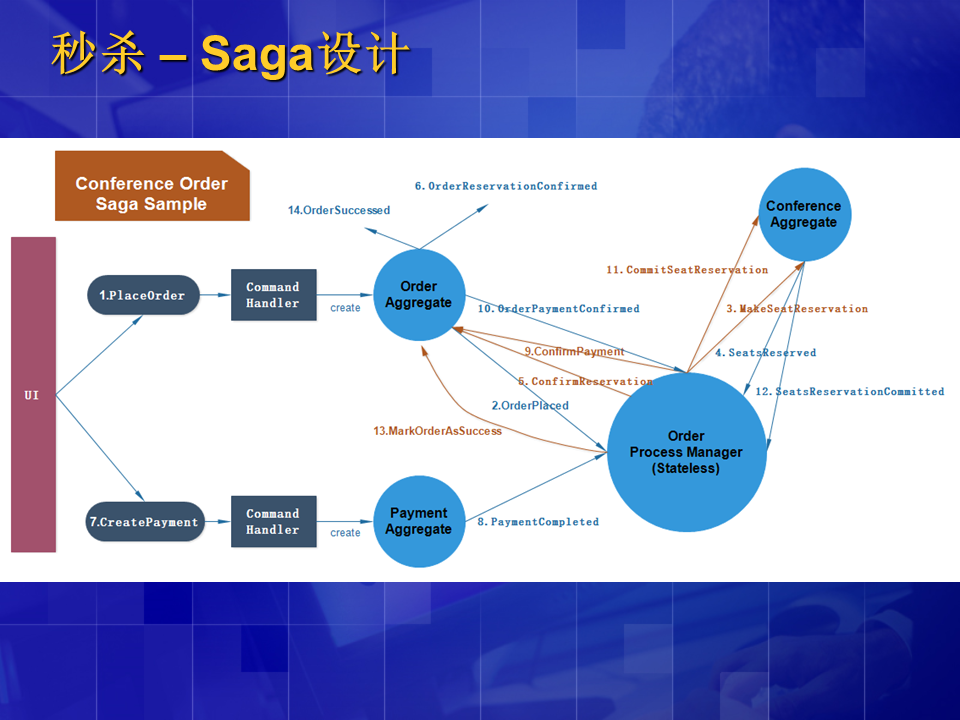 秒杀 – Saga设计
Conference Order
Saga Sample
6.OrderReservationConfirmed
14.OrderSuccessed
Conference
Aggregate
11.CommitSeatReservation
1.PlaceOrder
Command
Handler
create
Order
Aggregate
10.OrderPaymentConfirmed
3.MakeSeatReservation
9.ConfirmPayment
4.SeatsReserved
5.ConfirmReservation
12.SeatsReservationCommitted
UI
2.OrderPlaced
13.MarkOrderAsSuccess
Order
Process Manager
(Stateless)
7.CreatePayment
Command
Handler
create
Payment
Aggregate
8.PaymentCompleted